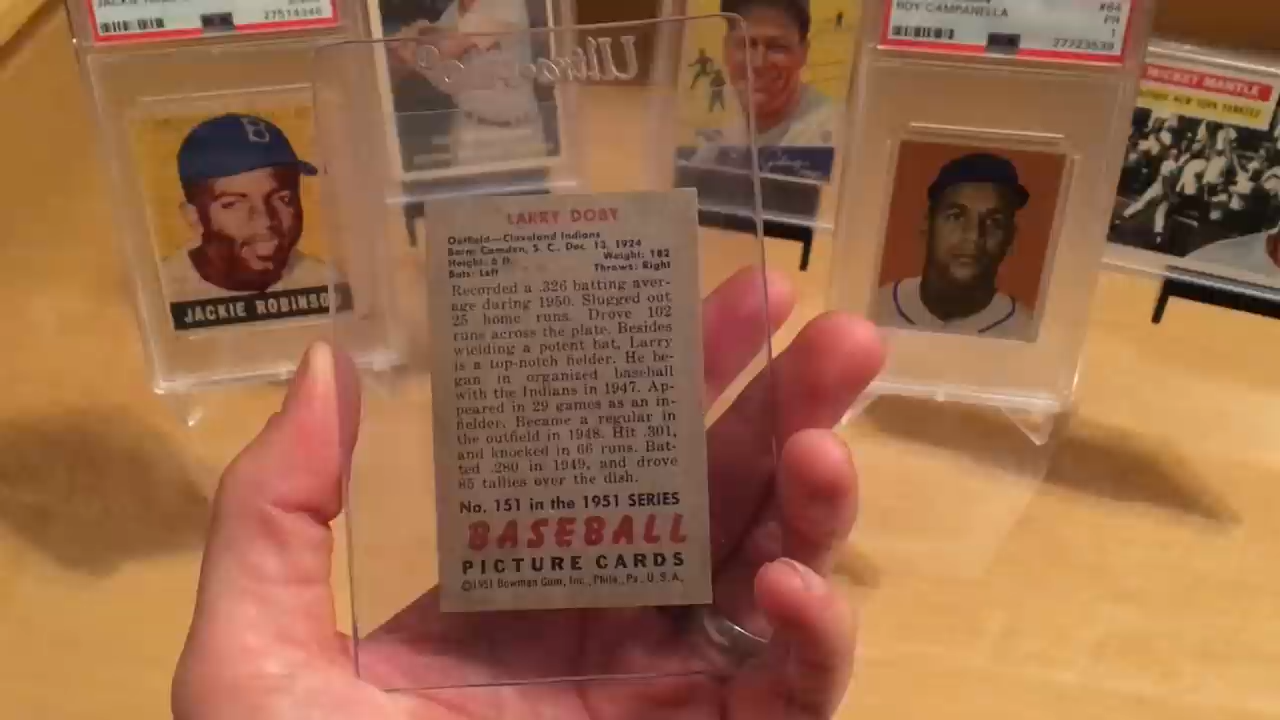 27514346
ROY CAMPANELLA
#84
PR
1
27723539
Ultra
MICKEY MANTLE
JACKIE ROBINSO
LARRY DOBY
Outfield—Cleveland Indians
Born: Camden, S. C. Dec. 13, 1924
Height: 6 ft. Weight: 182
Bats: Left Throws: Right
Recorded a .326 batting aver-
age during 1950. Slugged out
25 home runs. Drove 102
runs across the plate. Besides
wielding a potent bat, Larry
is a top-notch fielder. He be-
gan in organized baseball
with the Indians in 1947. Ap-
peared in 29 games as an in-
fielder. Became a regular in
the outfield in 1948. Hit .301,
and knocked in 66 runs. Bat-
ted .280 in 1949, and drove
85 tallies over the dish.
No. 151 in the 1951 SERIES
BASEBALL
PICTURE CARDS
©1951 Bowman Gum, Inc., Phila., Pa., U.S.A.